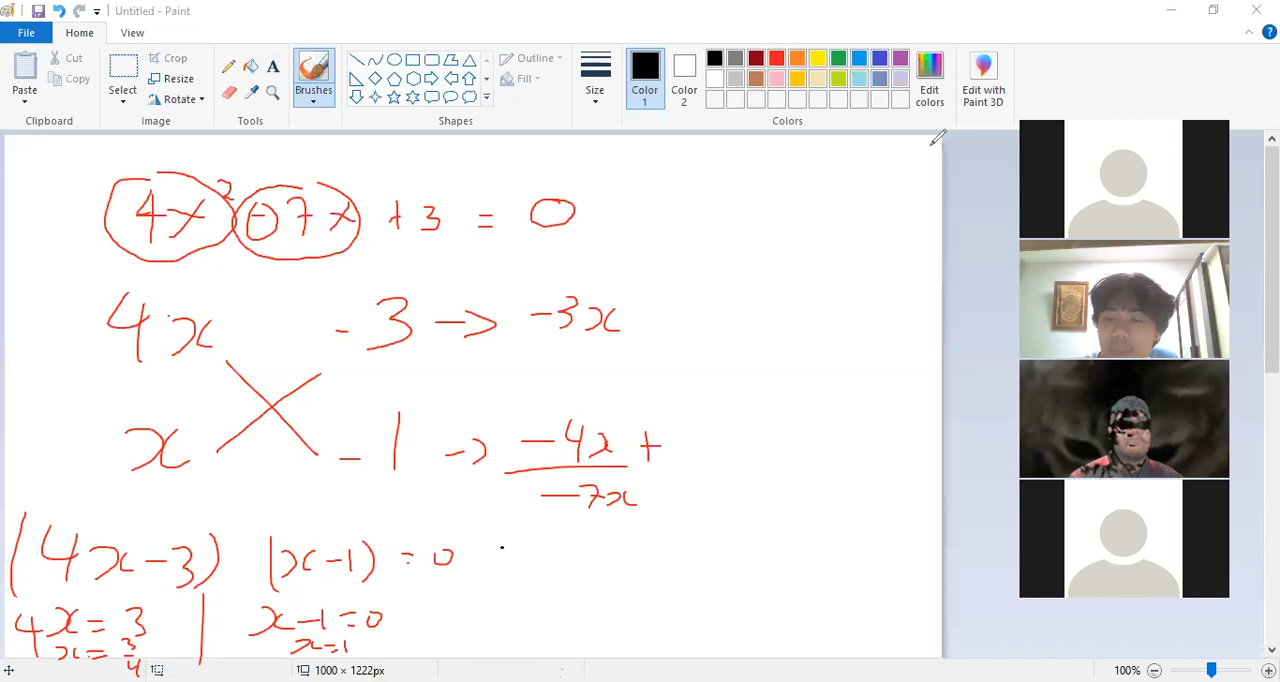 Untitled - Paint
File Home View
Paste Cut Copy Select Crop Resize Rotate A Brushes Outline Fill Size Color 1 Color 2 Edit colors Edit with Paint 3D
Clipboard Image Tools Shapes Colors
4x² - 7x + 3 = 0
4x - 3 → -3x
x - 1 → -4x +
-7x
(4x - 3) (x - 1) = 0
4x = 3 | x - 1 = 0
x = 3/4 x = 1
1000 × 1222px 100%